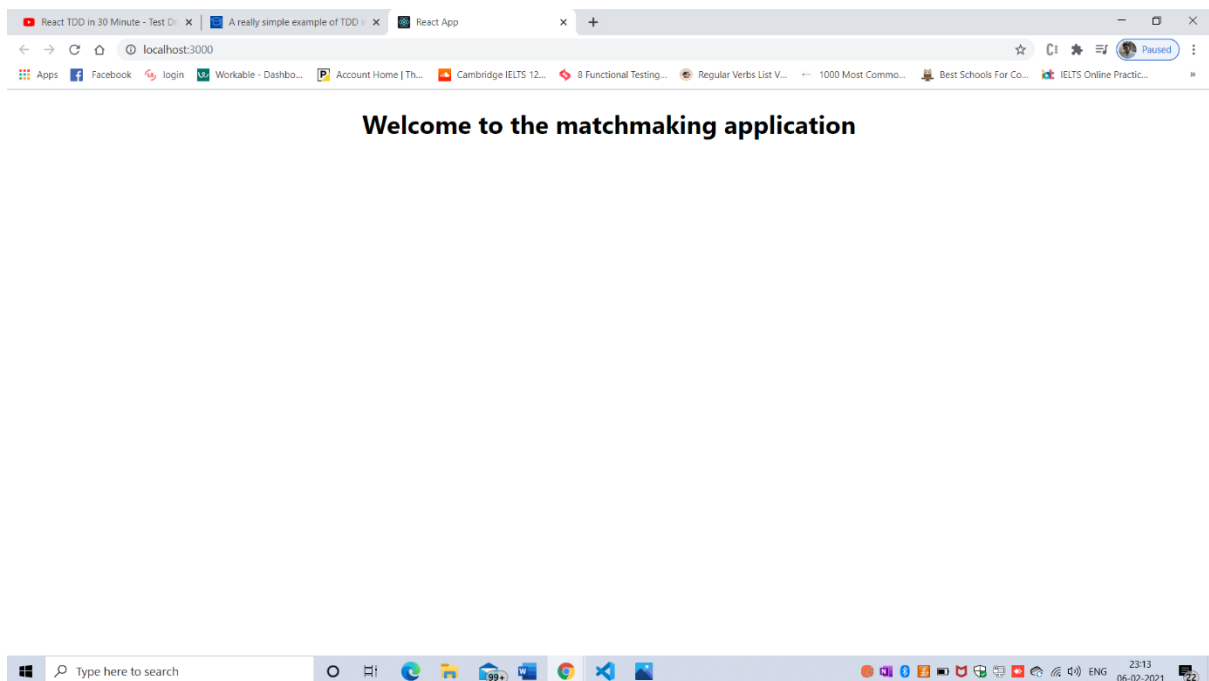 React TDD in 30 Minute - Test Dr
A really simple example of TDD i
React App
localhost:3000
Paused
Apps
Facebook
login
Workable - Dashbo...
Account Home | Th...
Cambridge IELTS 12...
8 Functional Testing...
Regular Verbs List V...
1000 Most Commo...
Best Schools For Co...
IELTS Online Practic...
Welcome to the matchmaking application
Type here to search
99+
ENG
23:13
06-02-2021
22